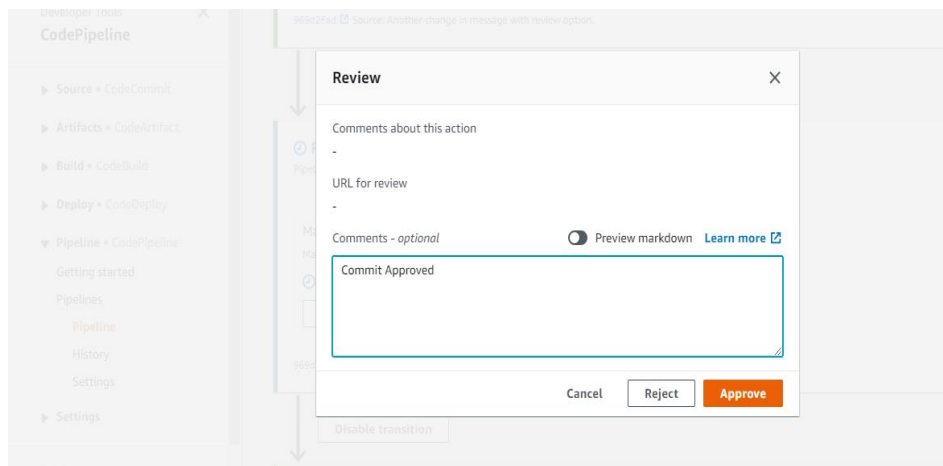 Developer Tools
CodePipeline
Source • CodeCommit
Artifacts • CodeArtifact
Build • CodeBuild
Deploy • CodeDeploy
Pipeline • CodePipeline
Getting started
Pipelines
Pipeline
History
Settings
Settings
969d2fad Source: Another change in message with review option
Review
Comments about this action
-
URL for review
-
Comments - optional
Preview markdown Learn more
Commit Approved
Cancel Reject Approve
Disable transition